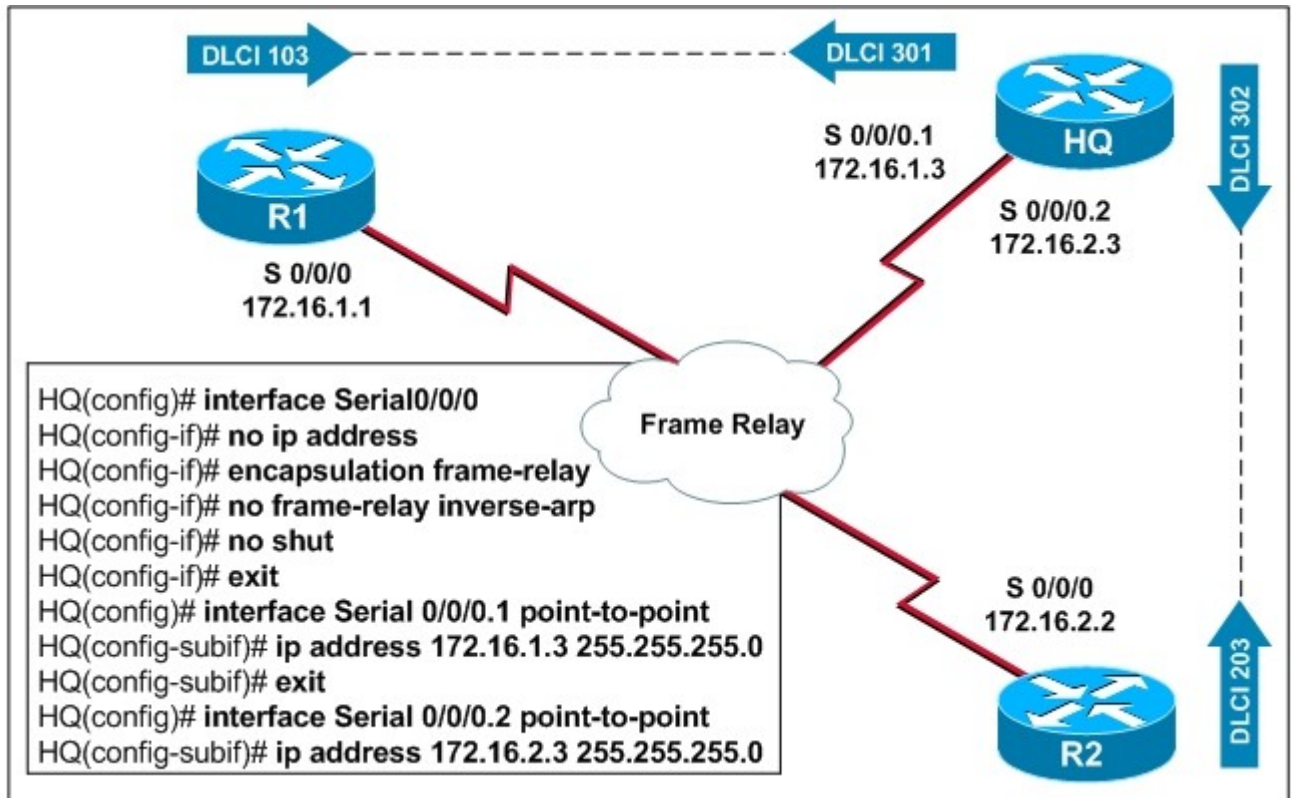 DLCI 103
DLCI 301
DLCI 302
HQ
S 0/0/0.1
172.16.1.3
S 0/0/0.2
172.16.2.3
R1
S 0/0/0
172.16.1.1
Frame Relay
HQ(config)# interface Serial0/0/0
HQ(config-if)# no ip address
HQ(config-if)# encapsulation frame-relay
HQ(config-if)# no frame-relay inverse-arp
HQ(config-if)# no shut
HQ(config-if)# exit
HQ(config)# interface Serial 0/0/0.1 point-to-point
HQ(config-subif)# ip address 172.16.1.3 255.255.255.0
HQ(config-subif)# exit
HQ(config)# interface Serial 0/0/0.2 point-to-point
HQ(config-subif)# ip address 172.16.2.3 255.255.255.0
S 0/0/0
172.16.2.2
R2
DLCI 203